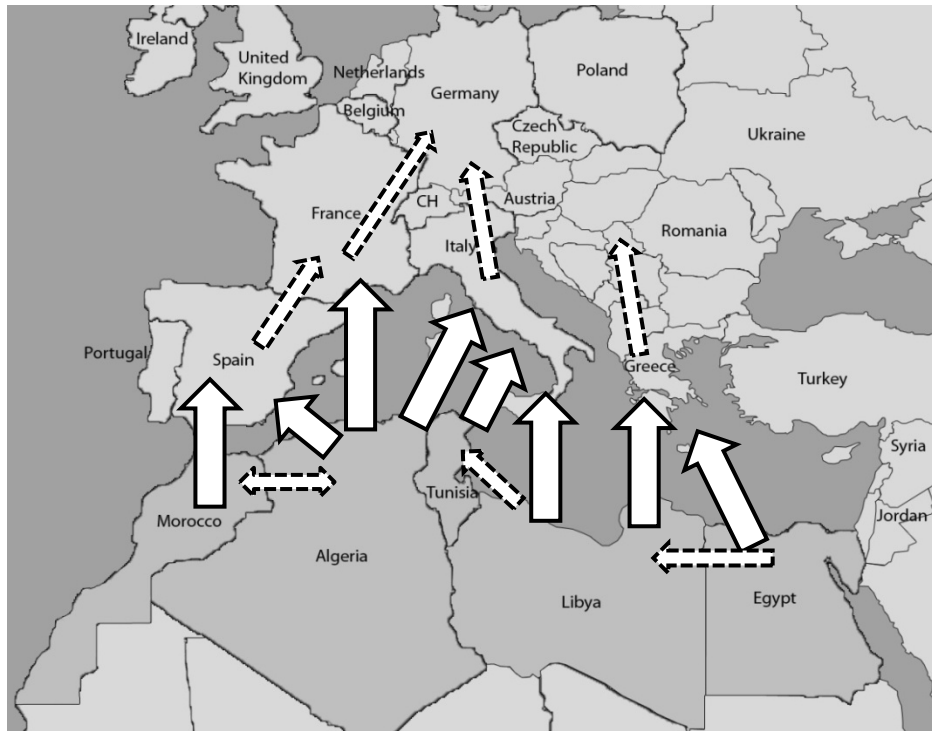 Ireland
United
Kingdom
Netherlands
Poland
Germany
Belgium
Czech
Republic
Ukraine
CH
Austria
France
Romania
Italy
Portugal
Spain
Greece
Turkey
Syria
Tunisia
Jordan
Morocco
Algeria
Libya
Egypt